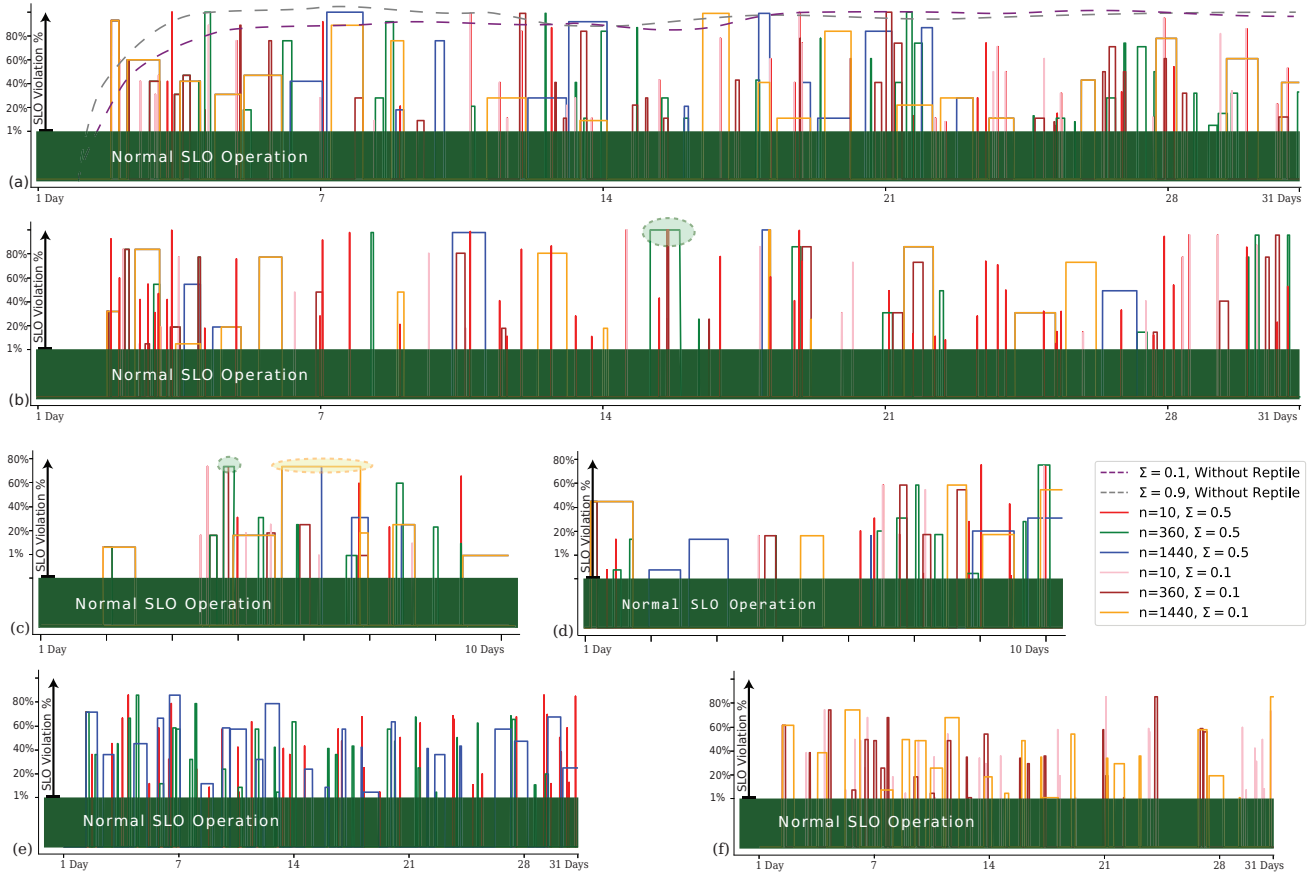 SLO Violation %
80%
60%
40%
20%
1%
Normal SLO Operation
(a)
1 Day
7
14
21
28
31 Days
SLO Violation %
80%
60%
40%
20%
1%
Normal SLO Operation
(b)
1 Day
7
14
21
28
31 Days
SLO Violation %
80%
60%
40%
20%
1%
Normal SLO Operation
(c)
1 Day
10 Days
SLO Violation %
80%
60%
40%
20%
1%
Normal SLO Operation
(d)
1 Day
10 Days
Σ = 0.1, Without Reptile
Σ = 0.9, Without Reptile
n=10, Σ = 0.5
n=360, Σ = 0.5
n=1440, Σ = 0.5
n=10, Σ = 0.1
n=360, Σ = 0.1
n=1440, Σ = 0.1
SLO Violation %
80%
60%
40%
20%
1%
Normal SLO Operation
(e)
1 Day
7
14
21
28
31 Days
SLO Violation %
80%
60%
40%
20%
1%
Normal SLO Operation
(f)
1 Day
7
14
21
28
31 Days